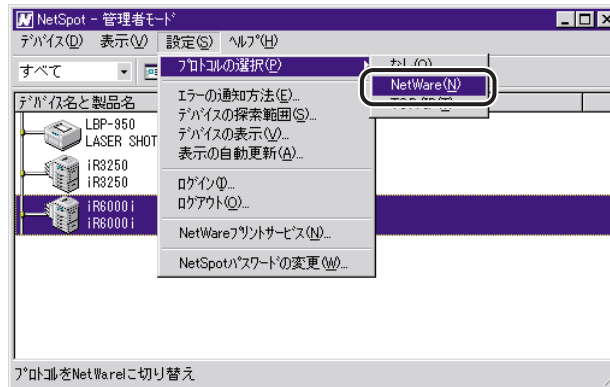 NetSpot - 管理者モード
デバイス(D) 表示(V) 設定(S) ヘルプ(H)
すべて
プロトコルの選択(P)
なし(O)
NetWare(N)
TCP/IP(T)
エラーの通知方法(E)...
デバイスの探索範囲(S)...
デバイスの表示(V)...
表示の自動更新(A)...
ログイン(I)...
ログアウト(O)...
NetWareプリントサービス(N)...
NetSpotパスワードの変更(W)...
デバイス名と製品名
LBP-950
LASER SHOT
iR3250
iR3250
iR6000i
iR6000i
プロトコルをNetWareに切り替え